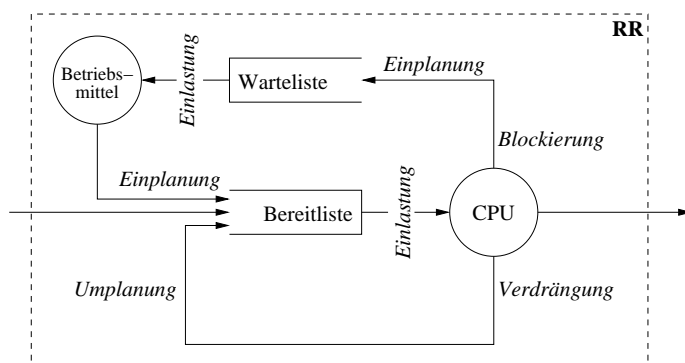 RR
Betriebs−
mittel
Einlastung
Warteliste
Einplanung
Blockierung
Einplanung
Bereitliste
Einlastung
CPU
Umplanung
Verdrängung